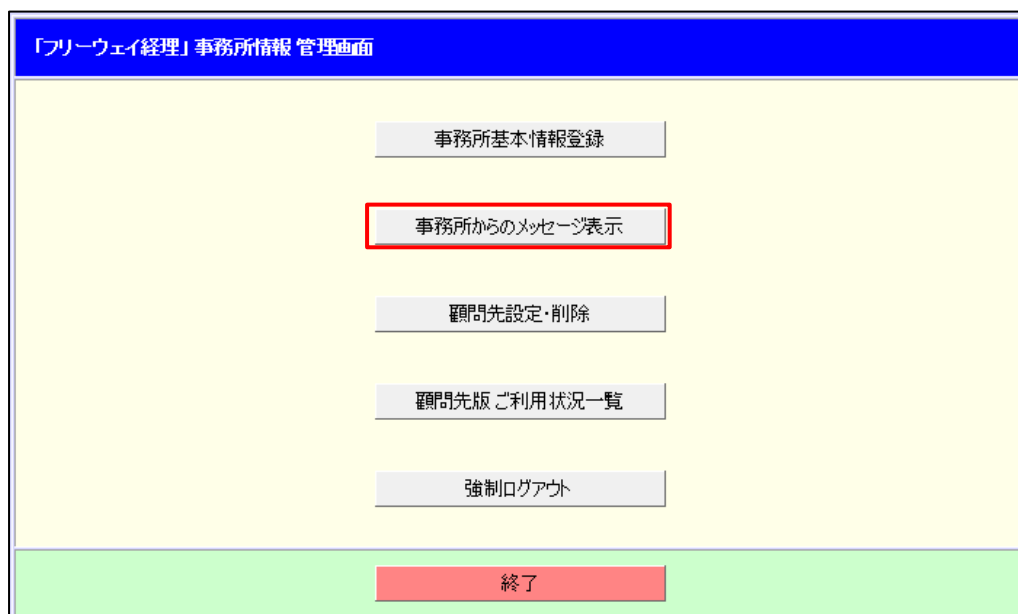 「フリーウェイ経理」事務所情報 管理画面
事務所基本情報登録
事務所からのメッセージ表示
顧問先設定・削除
顧問先版 ご利用状況一覧
強制ログアウト
終了